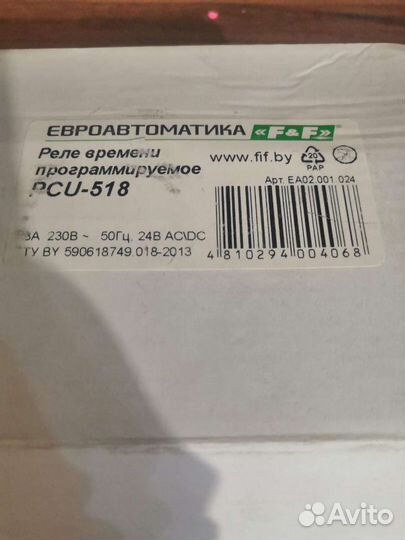 ЕВРОАВТОМАТИКА «F&F»®
Реле времени
программируемое
PCU-518
www.fif.by
20
PAP
Арт. EA02.001.024
8А 230В ~ 50Гц, 24В AC\DC
ТУ BY 590618749.018-2013
4 810294 004068
Avito